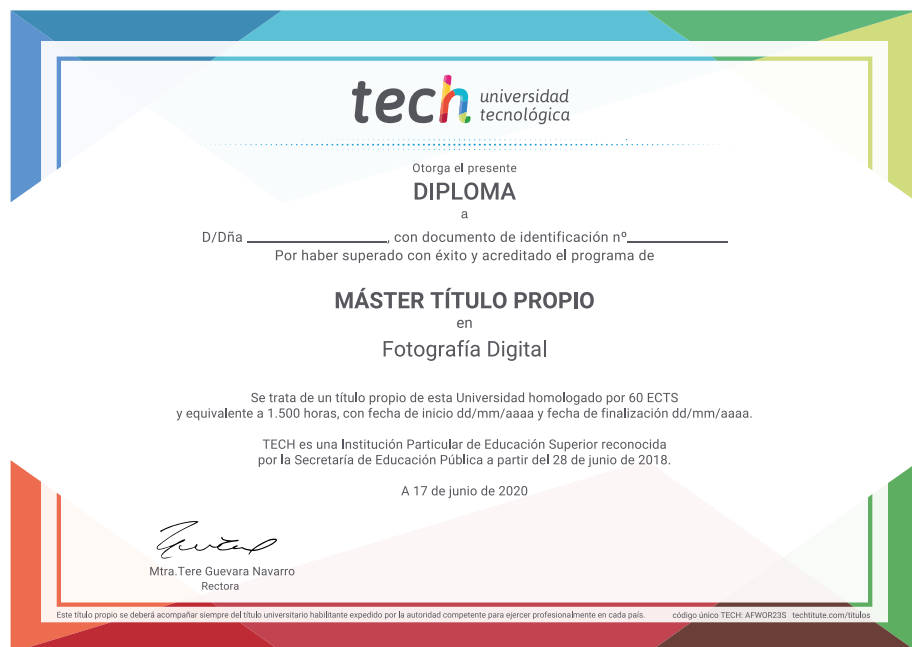 tech universidad
tecnológica
Otorga el presente
DIPLOMA
a
D/Dña ______________, con documento de identificación nº__________
Por haber superado con éxito y acreditado el programa de
MÁSTER TÍTULO PROPIO
en
Fotografía Digital
Se trata de un título propio de esta Universidad homologado por 60 ECTS
y equivalente a 1.500 horas, con fecha de inicio dd/mm/aaaa y fecha de finalización dd/mm/aaaa.
TECH es una Institución Particular de Educación Superior reconocida
por la Secretaría de Educación Pública a partir del 28 de junio de 2018.
A 17 de junio de 2020
Mtra.Tere Guevara Navarro
Rectora
Este título propio se deberá acompañar siempre del título universitario habilitante expedido por la autoridad competente para ejercer profesionalmente en cada país. código único TECH: AFWOR23S techtitute.com/titulos